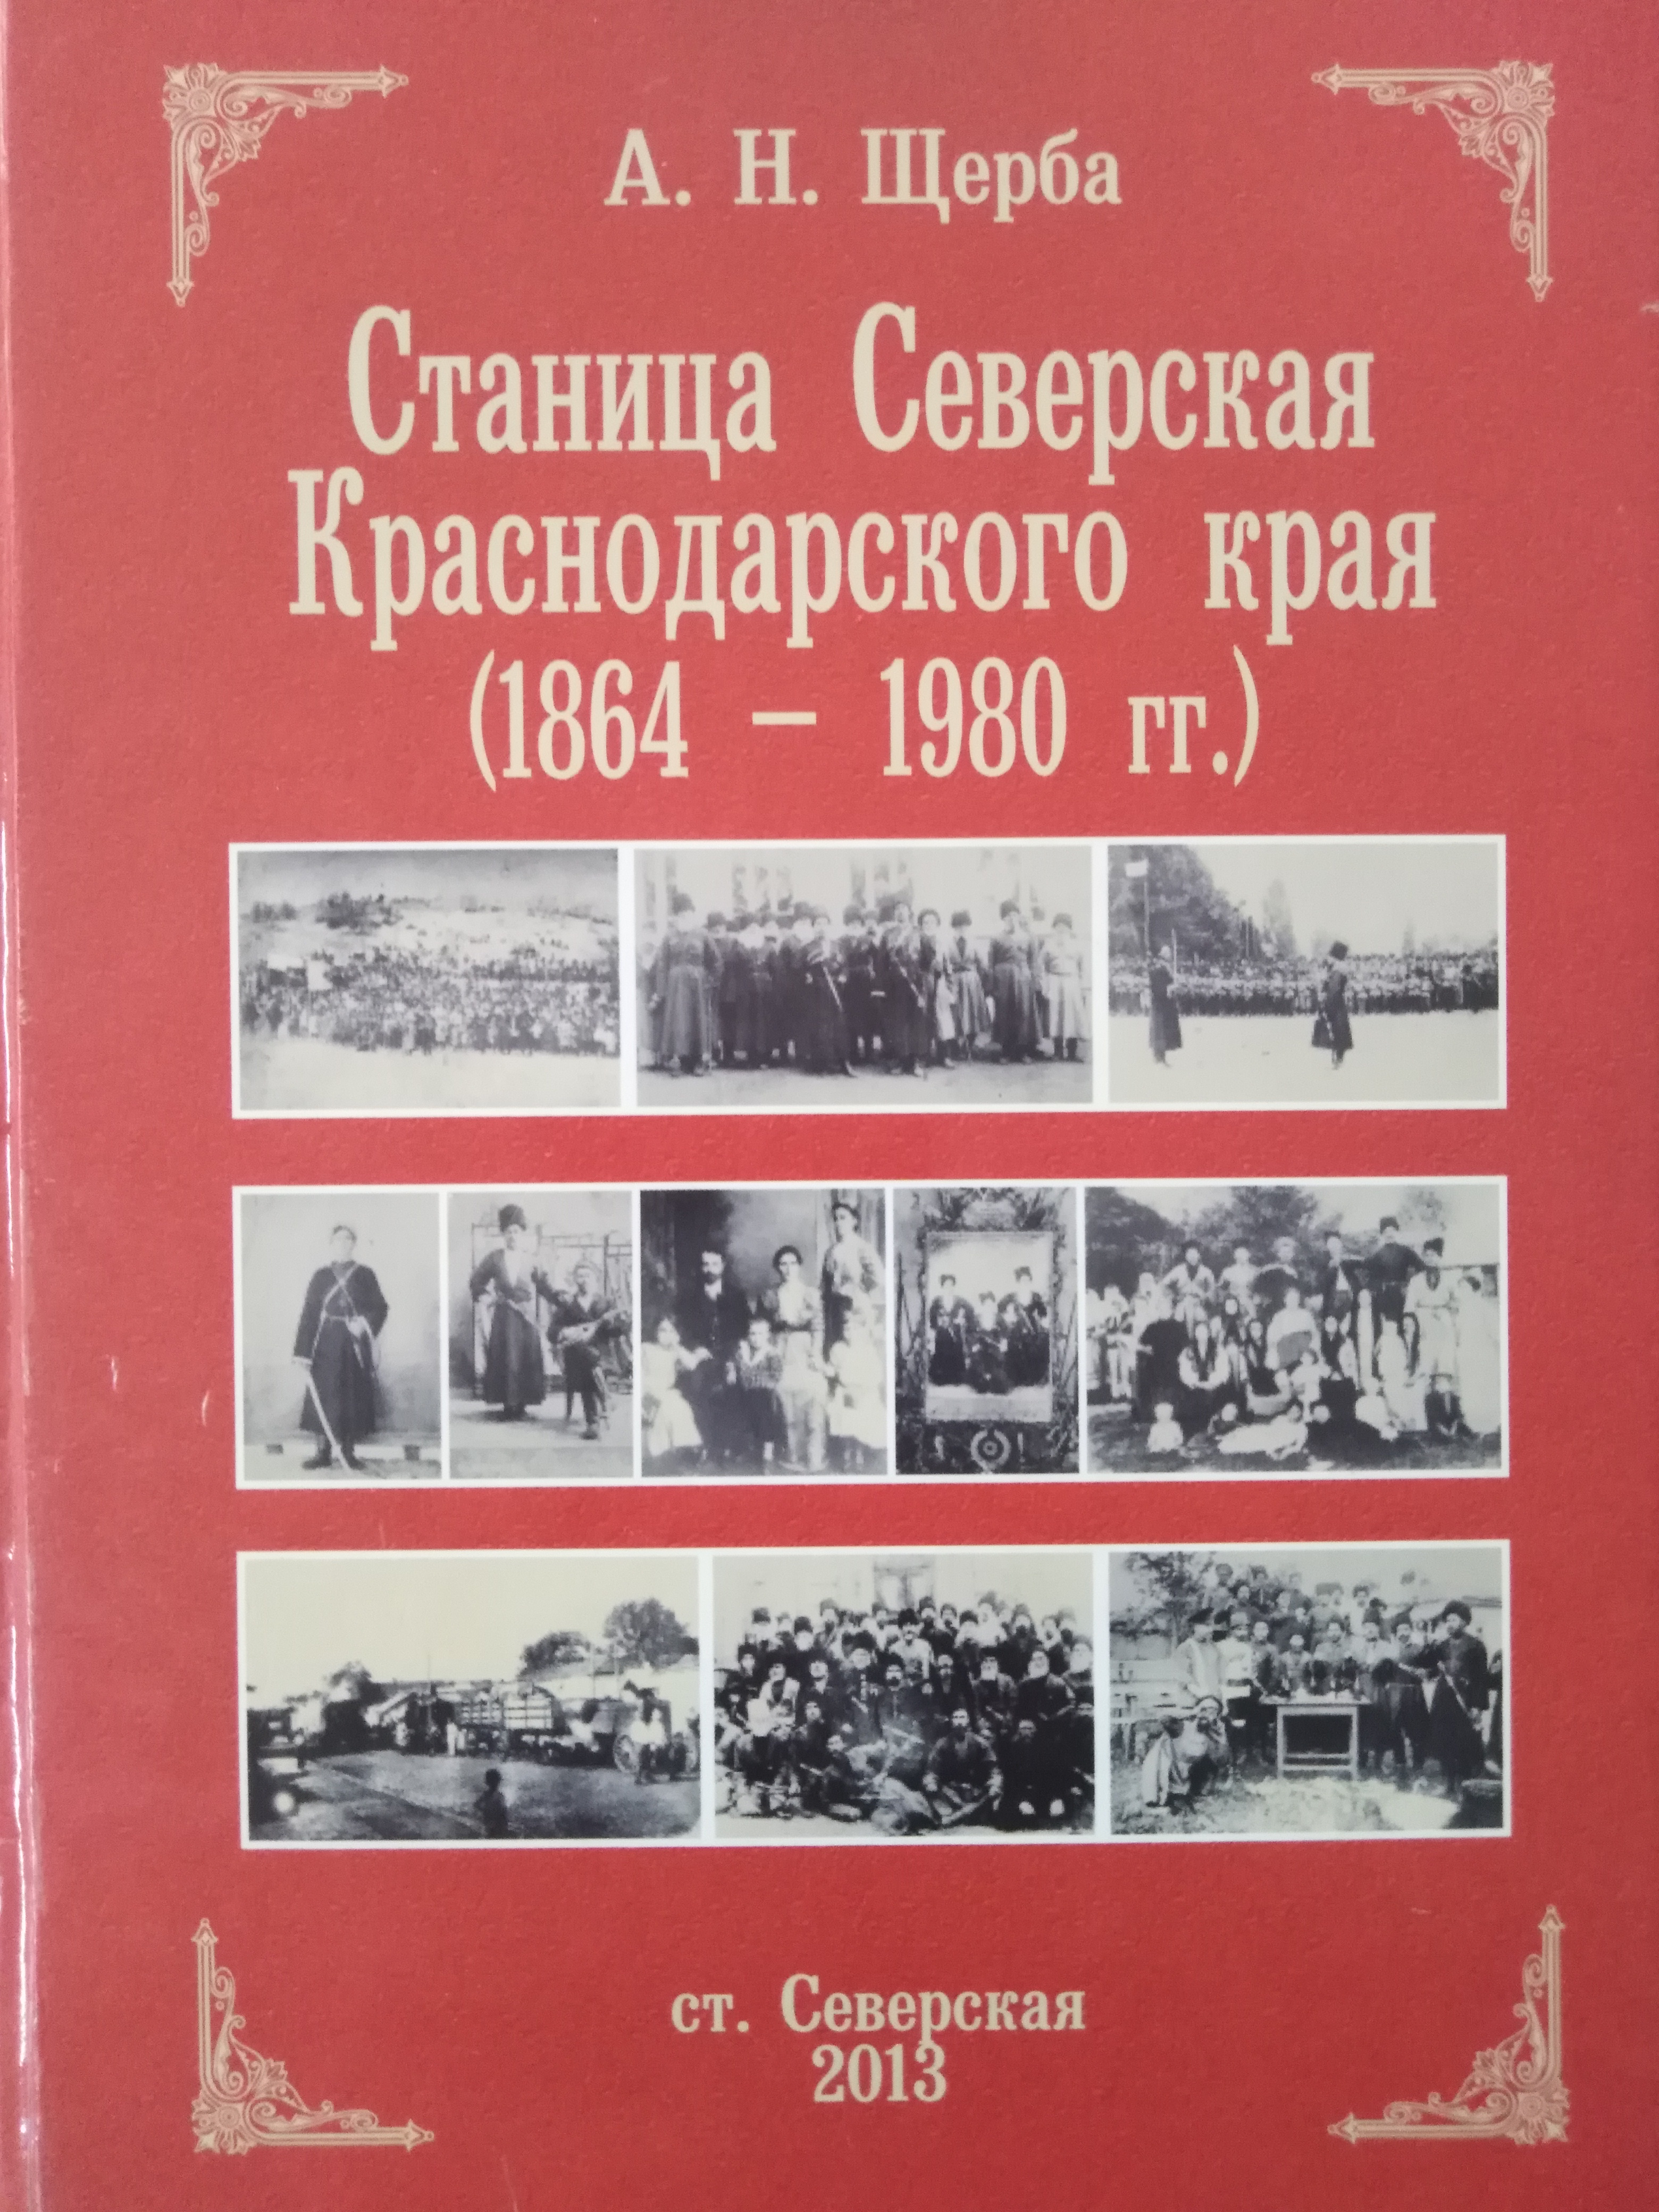 А. Н. Щерба
Станица Северская
Краснодарского края
(1864 – 1980 гг.)
ст. Северская
2013